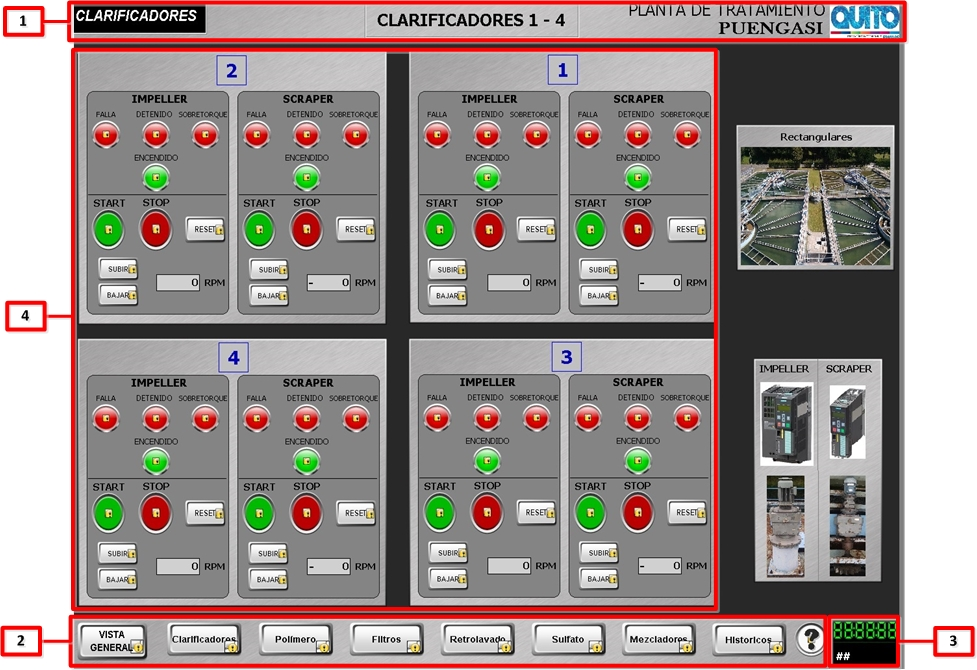 1
CLARIFICADORES
CLARIFICADORES 1 - 4
PLANTA DE TRATAMIENTO
PUENGASI
QUITO
2
IMPELLER SCRAPER
FALLA DETENIDO SOBRETORQUE FALLA DETENIDO SOBRETORQUE
ENCENDIDO ENCENDIDO
START STOP START STOP
RESET RESET
SUBIR SUBIR
0 RPM - 0 RPM
BAJAR BAJAR
1
IMPELLER SCRAPER
FALLA DETENIDO SOBRETORQUE FALLA DETENIDO SOBRETORQUE
ENCENDIDO ENCENDIDO
START STOP START STOP
RESET RESET
SUBIR SUBIR
0 RPM - 0 RPM
BAJAR BAJAR
Rectangulares
4
4
IMPELLER SCRAPER
FALLA DETENIDO SOBRETORQUE FALLA DETENIDO SOBRETORQUE
ENCENDIDO ENCENDIDO
START STOP START STOP
RESET RESET
SUBIR SUBIR
0 RPM - 0 RPM
BAJAR BAJAR
3
IMPELLER SCRAPER
FALLA DETENIDO SOBRETORQUE FALLA DETENIDO SOBRETORQUE
ENCENDIDO ENCENDIDO
START STOP START STOP
RESET RESET
SUBIR SUBIR
0 RPM - 0 RPM
BAJAR BAJAR
IMPELLER SCRAPER
2
VISTA
GENERAL
Clarificadores
Polímero
Filtros
Retrolavado
Sulfato
Mezcladores
Historicos
?
888888
##
3